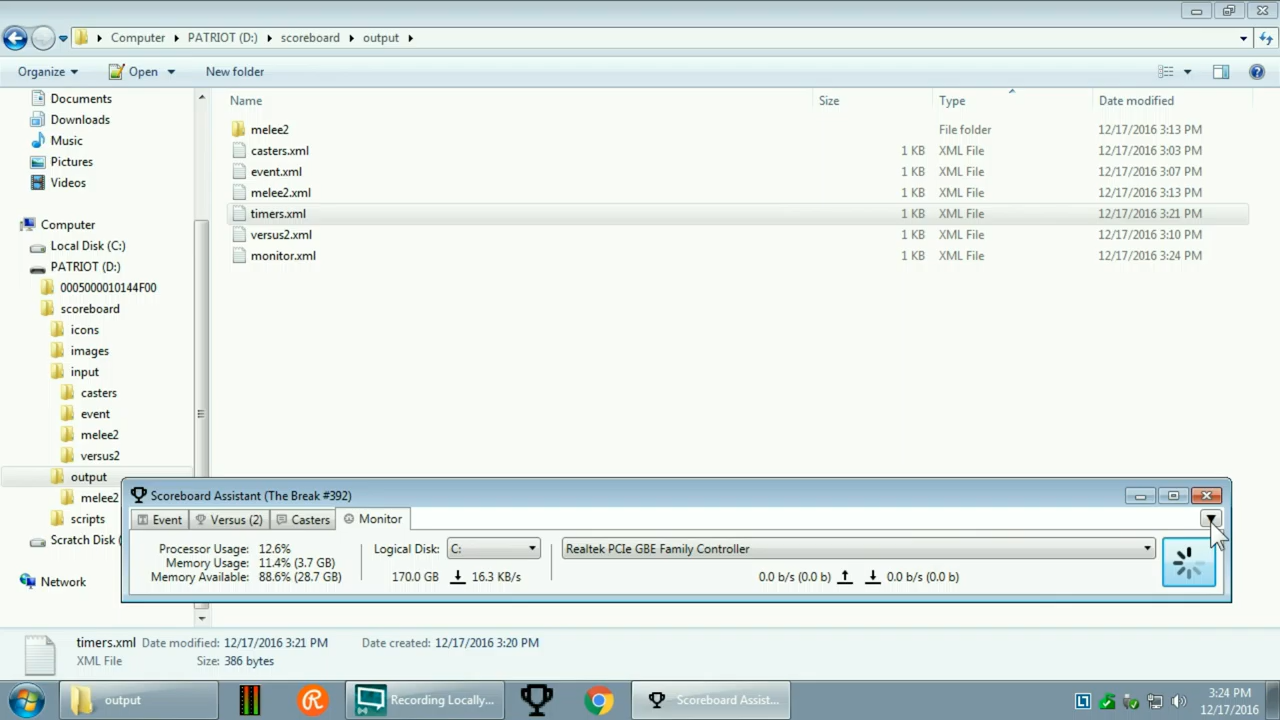 Computer PATRIOT (D:) scoreboard output
Organize Open New folder
Name Size Type Date modified
Documents
Downloads
Music
Pictures
Videos
Computer
Local Disk (C:)
PATRIOT (D:)
0005000010144F00
scoreboard
icons
images
input
casters
event
melee2
versus2
output
melee2
scripts
Scratch Disk (
Network
melee2 File folder 12/17/2016 3:13 PM
casters.xml 1 KB XML File 12/17/2016 3:03 PM
event.xml 1 KB XML File 12/17/2016 3:07 PM
melee2.xml 1 KB XML File 12/17/2016 3:13 PM
timers.xml 1 KB XML File 12/17/2016 3:21 PM
versus2.xml 1 KB XML File 12/17/2016 3:10 PM
monitor.xml 1 KB XML File 12/17/2016 3:24 PM
Scoreboard Assistant (The Break #392)
Event Versus (2) Casters Monitor
Processor Usage: 12.6% Logical Disk: C: Realtek PCIe GBE Family Controller
Memory Usage: 11.4% (3.7 GB)
Memory Available: 88.6% (28.7 GB) 170.0 GB 16.3 KB/s 0.0 b/s (0.0 b) 0.0 b/s (0.0 b)
timers.xml Date modified: 12/17/2016 3:21 PM Date created: 12/17/2016 3:20 PM
XML File Size: 386 bytes
output Recording Locally... Scoreboard Assist... 3:24 PM
12/17/2016